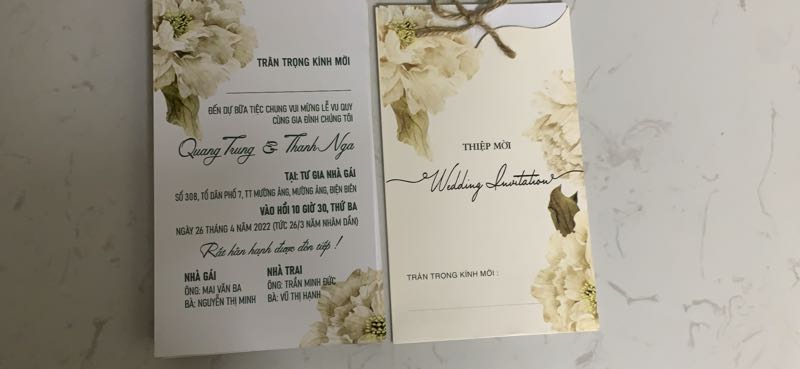 TRÂN TRỌNG KÍNH MỜI
ĐẾN DỰ BỮA TIỆC CHUNG VUI MỪNG LỄ VU QUY
CÙNG GIA ĐÌNH CHÚNG TÔI
Quang Trung & Thanh Nga
TẠI: TƯ GIA NHÀ GÁI
SỐ 308, TỔ DÂN PHỐ 7, TT MƯỜNG ẢNG, MƯỜNG ẢNG, ĐIỆN BIÊN
VÀO HỒI 10 GIỜ 30, THỨ BA
NGÀY 26 THÁNG 4 NĂM 2022 (TỨC 26/3 NĂM NHÂM DẦN)
Rất hân hạnh được đón tiếp !
NHÀ GÁI
ÔNG: MAI VĂN BA
BÀ: NGUYỄN THỊ MINH
NHÀ TRAI
ÔNG: TRẦN MINH ĐỨC
BÀ: VŨ THỊ HẠNH
THIỆP MỜI
Wedding Invitation
TRÂN TRỌNG KÍNH MỜI :